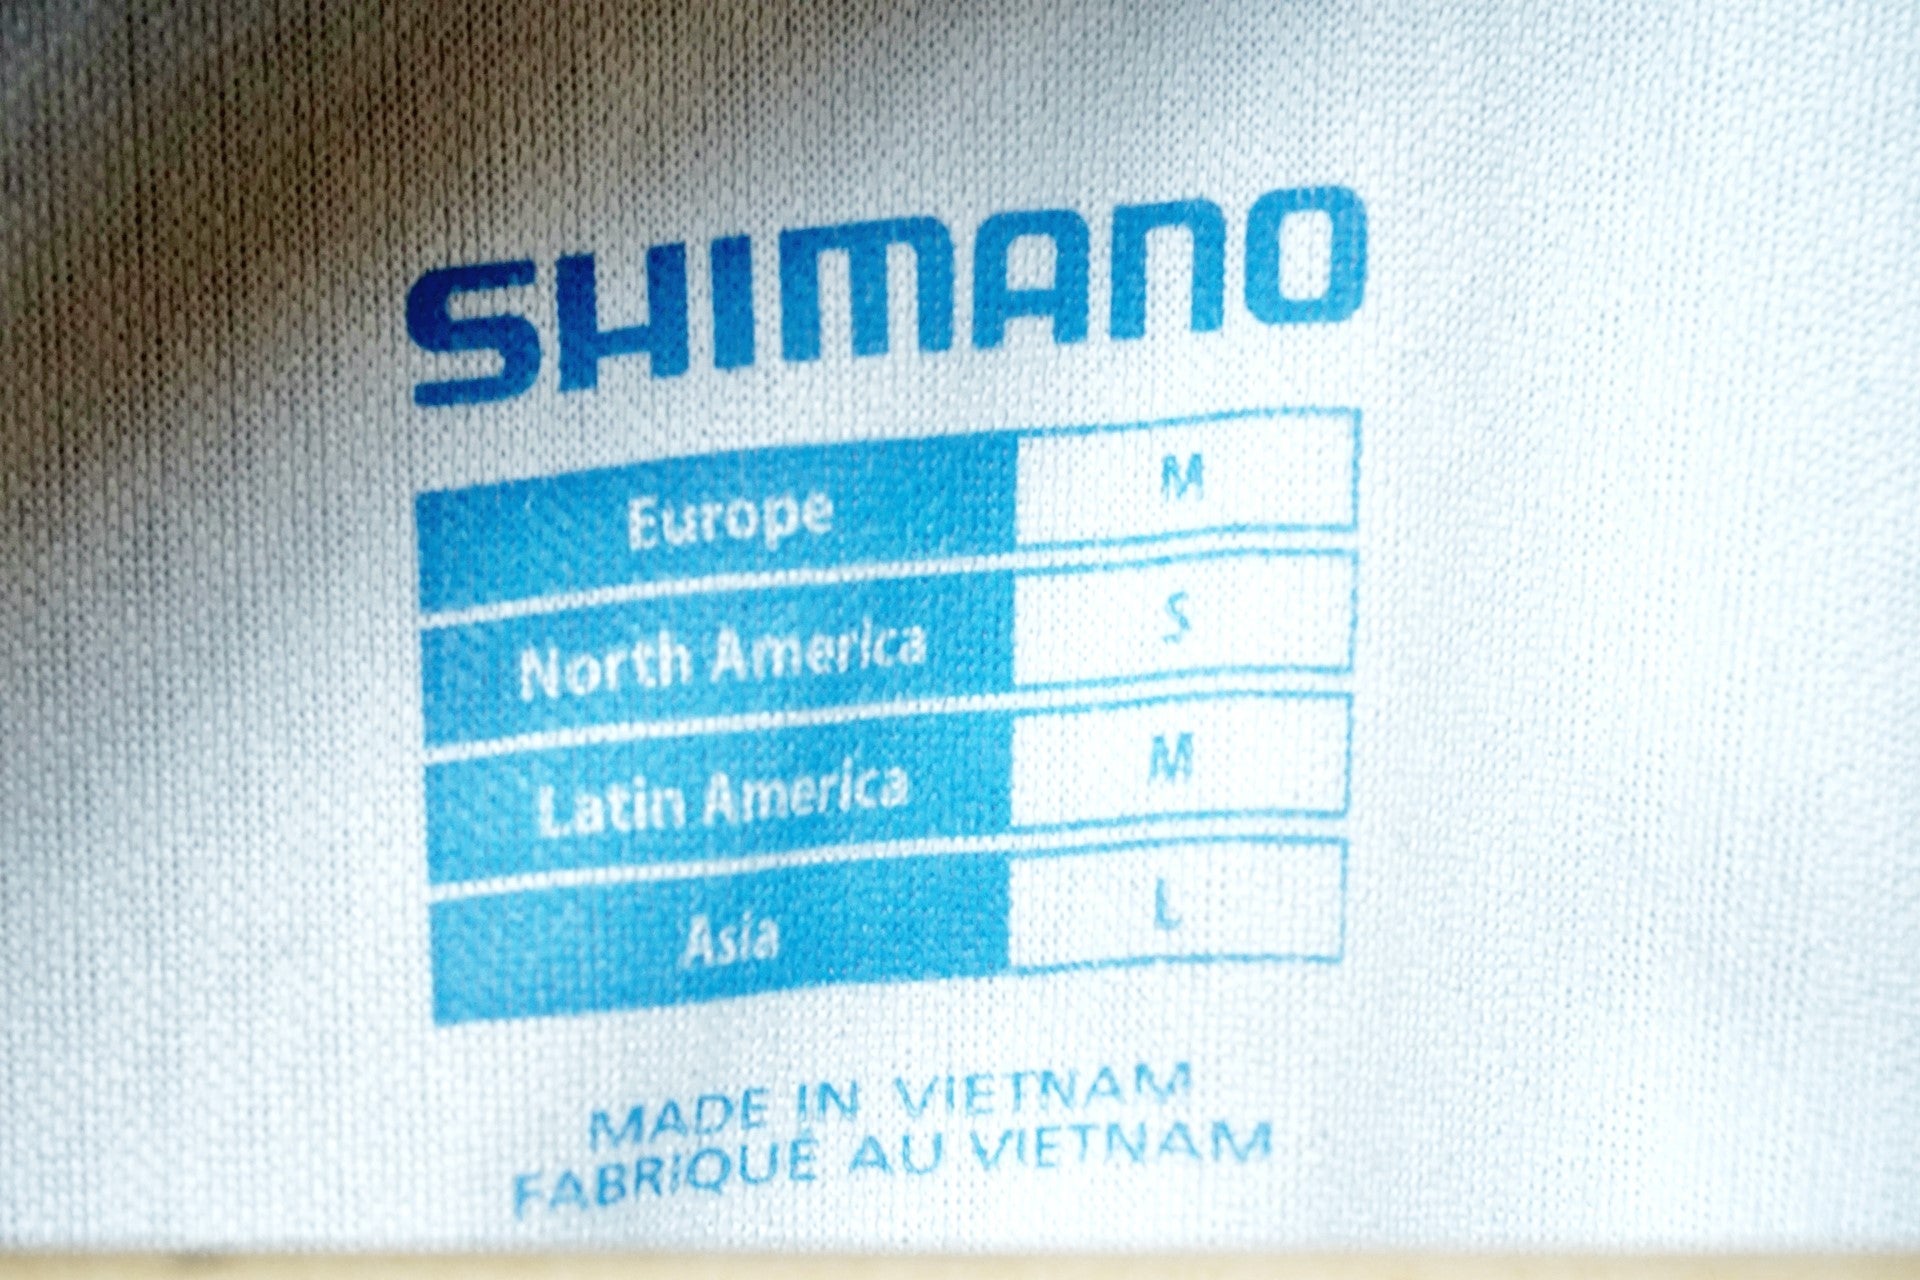 SHIMANO
Europe M
North America S
Latin America M
Asia L
MADE IN VIETNAM
FABRIQUÉ AU VIETNAM